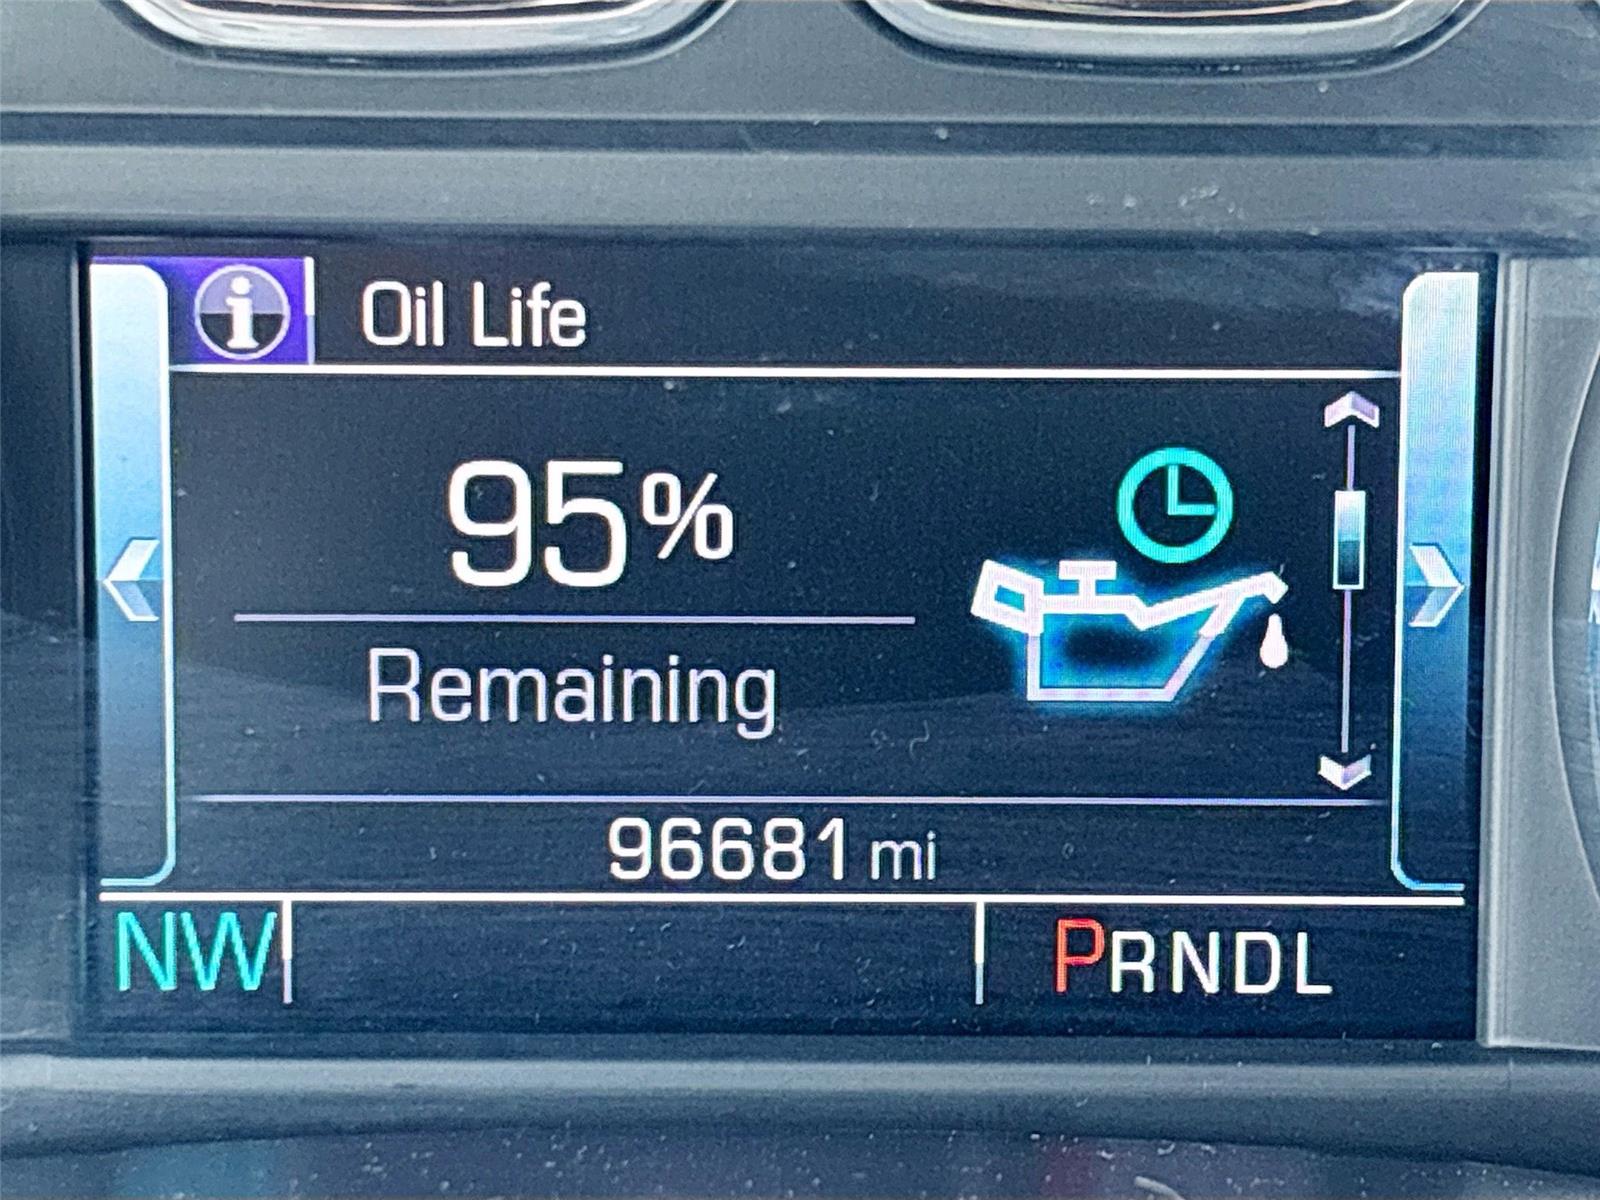 i Oil Life
95%
Remaining
96681 mi
NW PRNDL